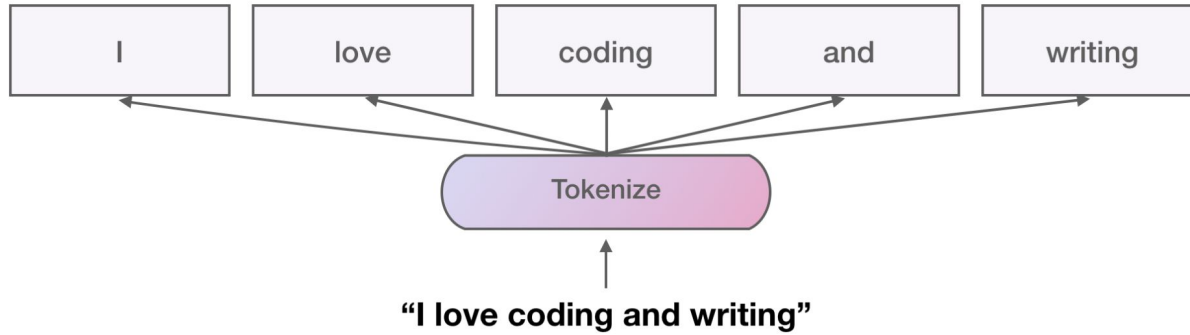 I love coding and writing
Tokenize
“I love coding and writing”